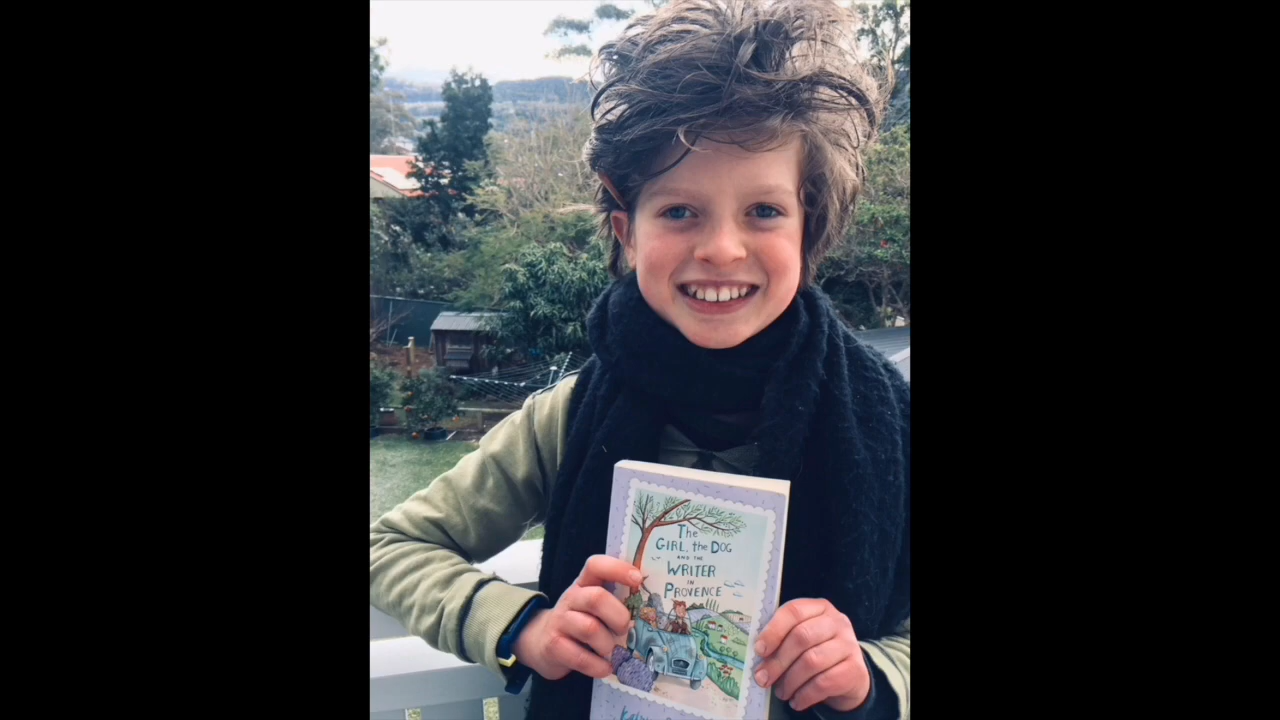 The
GIRL, the DOG
AND THE
WRITER
IN
PROVENCE